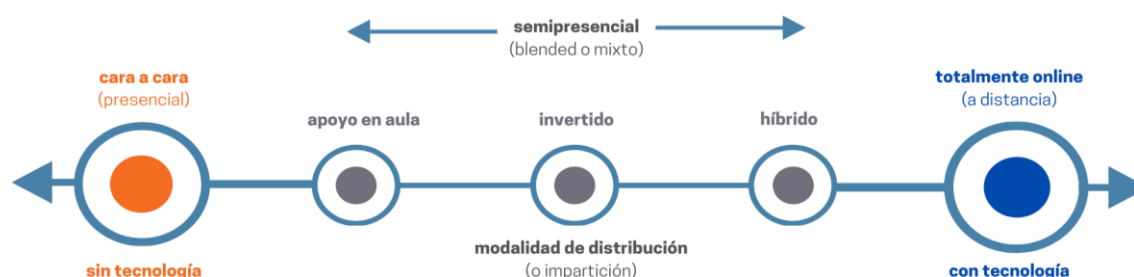 semipresencial
(blended o mixto)
cara a cara
(presencial)
totalmente online
(a distancia)
apoyo en aula
invertido
híbrido
modalidad de distribución
(o impartición)
sin tecnología
con tecnología